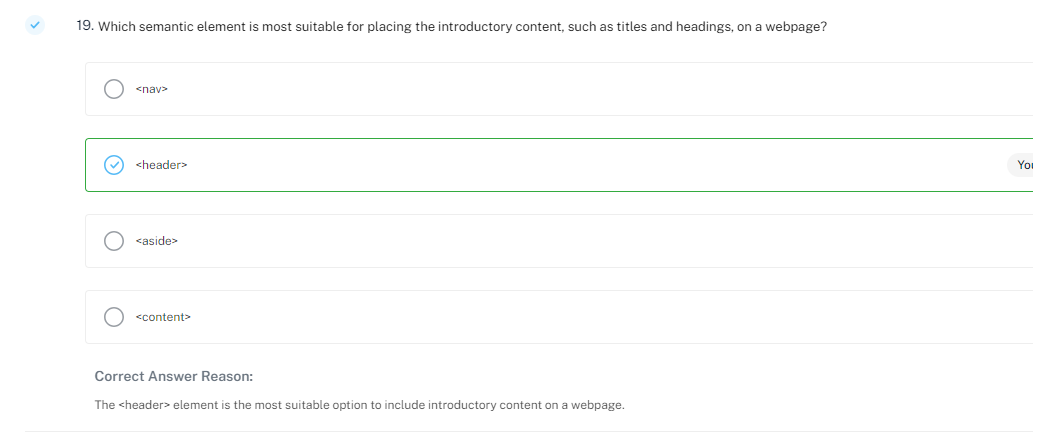 19. Which semantic element is most suitable for placing the introductory content, such as titles and headings, on a webpage?
<nav>
<header>
You
<aside>
<content>
Correct Answer Reason:
The <header> element is the most suitable option to include introductory content on a webpage.